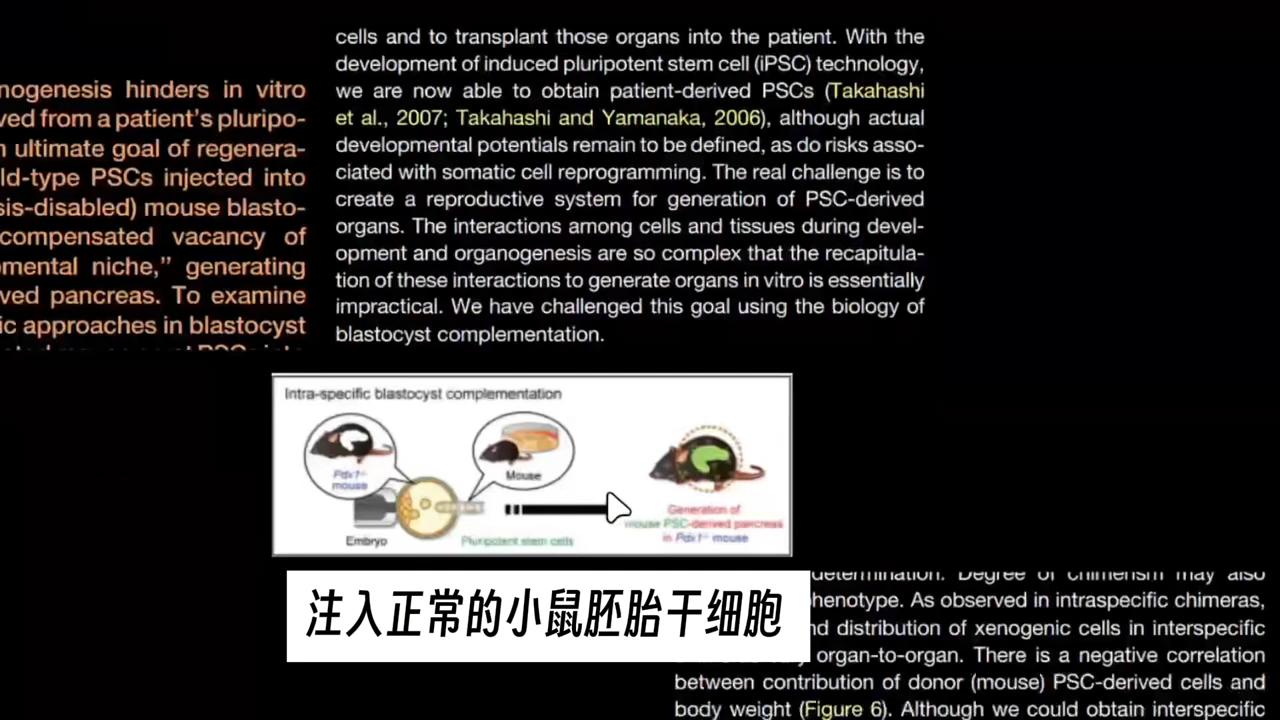 nogenesis hinders in vitro
ved from a patient's pluripo-
n ultimate goal of regenera-
ld-type PSCs injected into
sis-disabled) mouse blasto-
compensated vacancy of
pmental niche," generating
ved pancreas. To examine
ic approaches in blastocyst
cells and to transplant those organs into the patient. With the
development of induced pluripotent stem cell (iPSC) technology,
we are now able to obtain patient-derived PSCs (Takahashi
et al., 2007; Takahashi and Yamanaka, 2006), although actual
developmental potentials remain to be defined, as do risks asso-
ciated with somatic cell reprogramming. The real challenge is to
create a reproductive system for generation of PSC-derived
organs. The interactions among cells and tissues during devel-
opment and organogenesis are so complex that the recapitula-
tion of these interactions to generate organs in vitro is essentially
impractical. We have challenged this goal using the biology of
blastocyst complementation.
Intra-specific blastocyst complementation
Pdx1-/-
mouse
Mouse
Embryo
Pluripotent stem cells
Generation of
mouse PSC-derived pancreas
in Pdx1-/- mouse
注入正常的小鼠胚胎干细胞
determination. Degree of chimerism may also
phenotype. As observed in intraspecific chimeras,
nd distribution of xenogenic cells in interspecific
organ-to-organ. There is a negative correlation
between contribution of donor (mouse) PSC-derived cells and
body weight (Figure 6). Although we could obtain interspecific